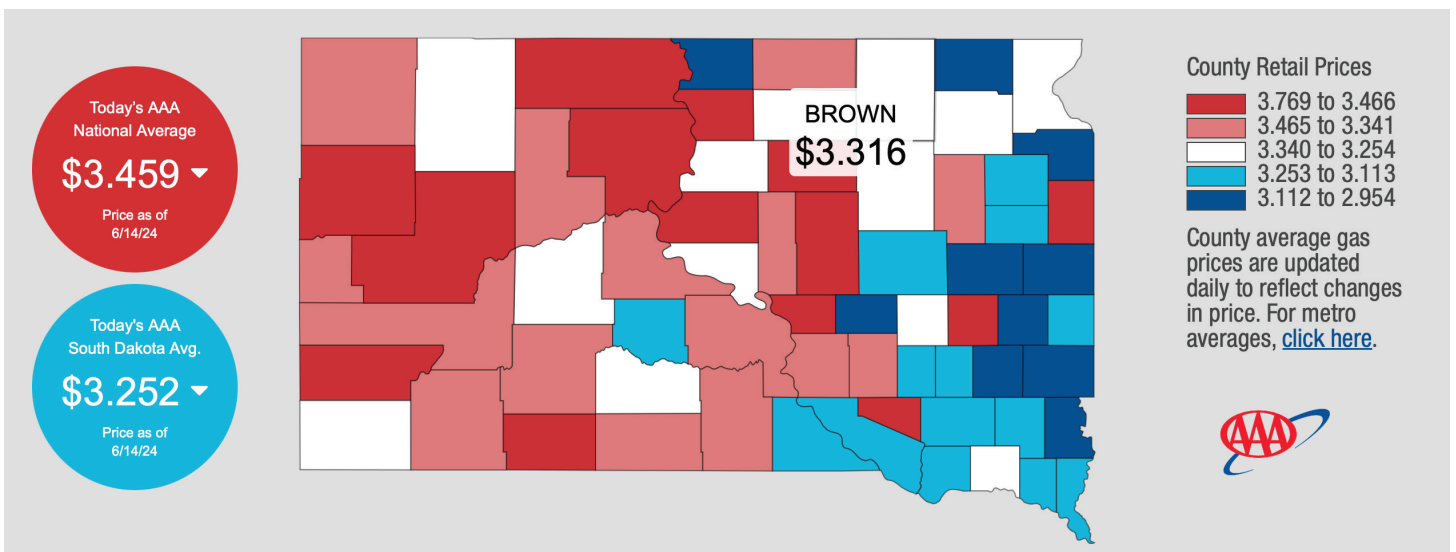 Today's AAA
National Average
$3.459
Price as of
6/14/24
Today's AAA
South Dakota Avg.
$3.252
Price as of
6/14/24
BROWN
$3.316
County Retail Prices
3.769 to 3.466
3.465 to 3.341
3.340 to 3.254
3.253 to 3.113
3.112 to 2.954
County average gas
prices are updated
daily to reflect changes
in price. For metro
averages, click here.
AAA